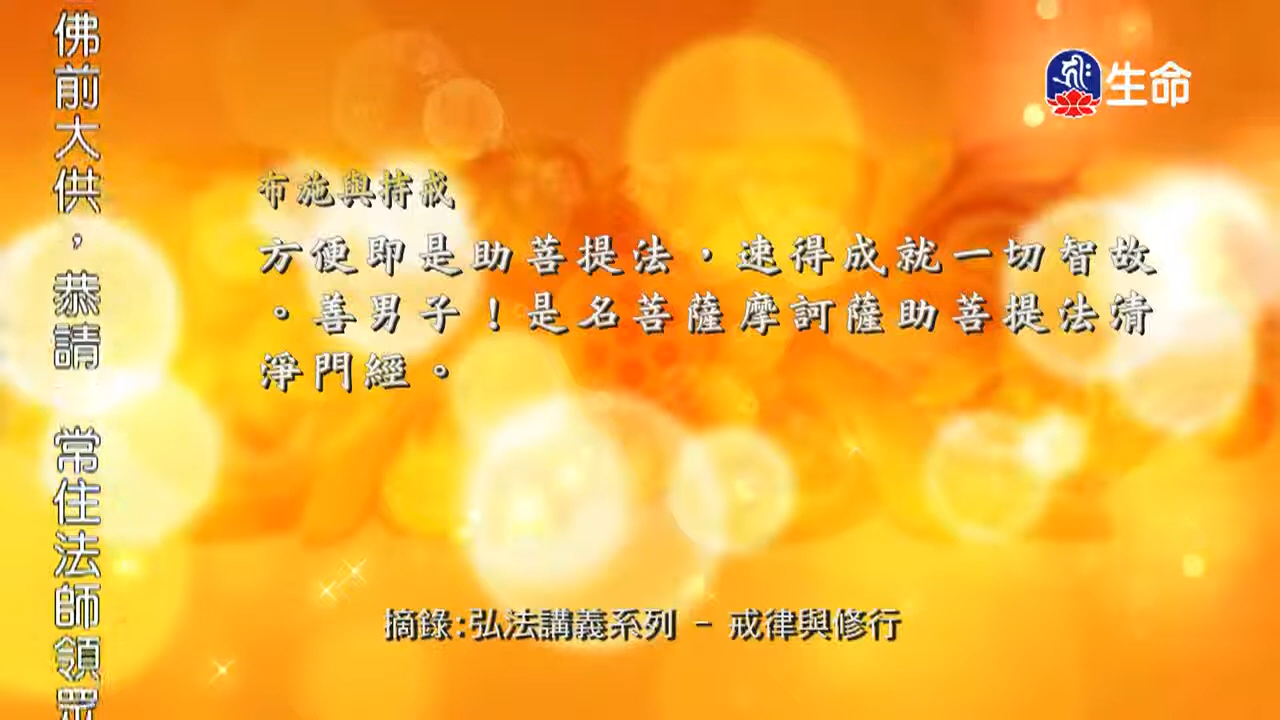 佛前大供，恭請 常住法師領眾
生命
布施與持戒
方便即是助菩提法，速得成就一切智故
。善男子！是名菩薩摩訶薩助菩提法清
淨門經。
摘錄:弘法講義系列 - 戒律與修行